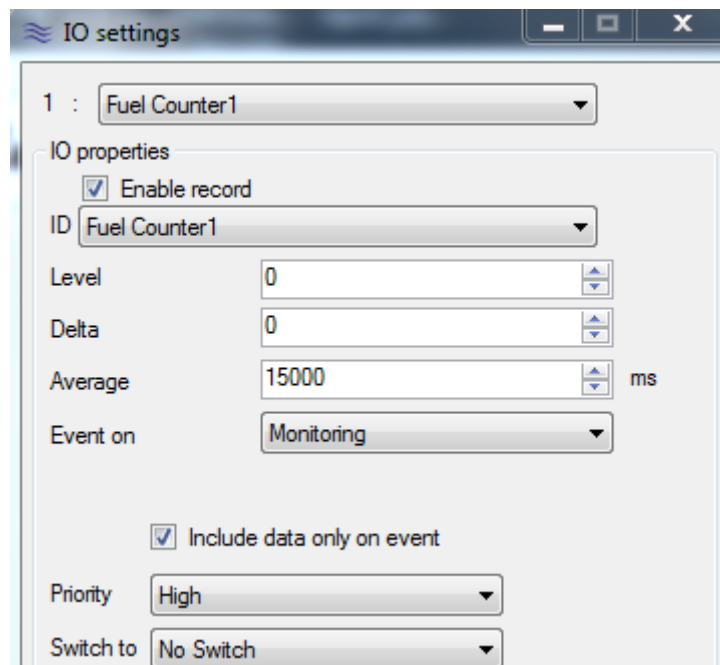 IO settings
1 : Fuel Counter1
IO properties
Enable record
ID Fuel Counter1
Level 0
Delta 0
Average 15000 ms
Event on Monitoring
Include data only on event
Priority High
Switch to No Switch